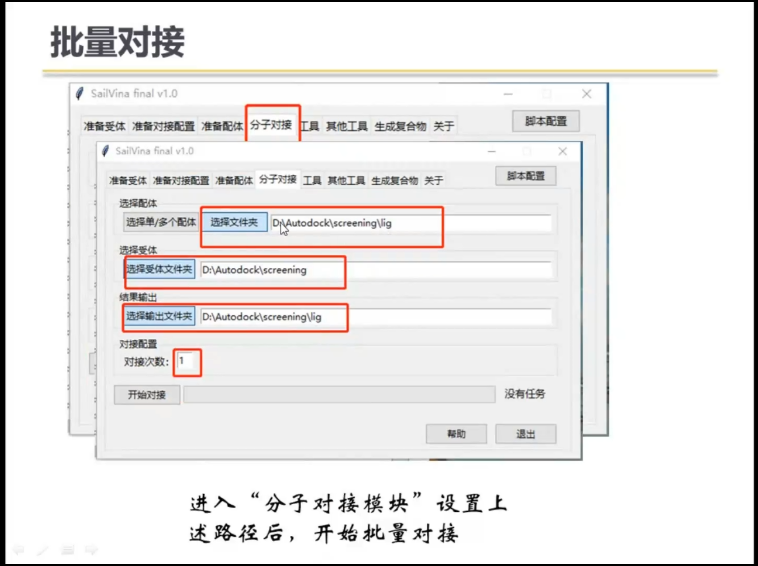 批量对接
SailVina final v1.0
准备受体 准备对接配置 准备配体 分子对接 工具 其他工具 生成复合物 关于
脚本配置
SailVina final v1.0
准备受体 准备对接配置 准备配体 分子对接 工具 其他工具 生成复合物 关于
脚本配置
选择配体
选择单/多个配体 选择文件夹 D:\Autodock\screening\lig
选择受体
选择受体文件夹 D:\Autodock\screening
结果输出
选择输出文件夹 D:\Autodock\screening\lig
对接配置
对接次数: 1
开始对接 没有任务
帮助 退出
进入“分子对接模块”设置上
述路径后，开始批量对接